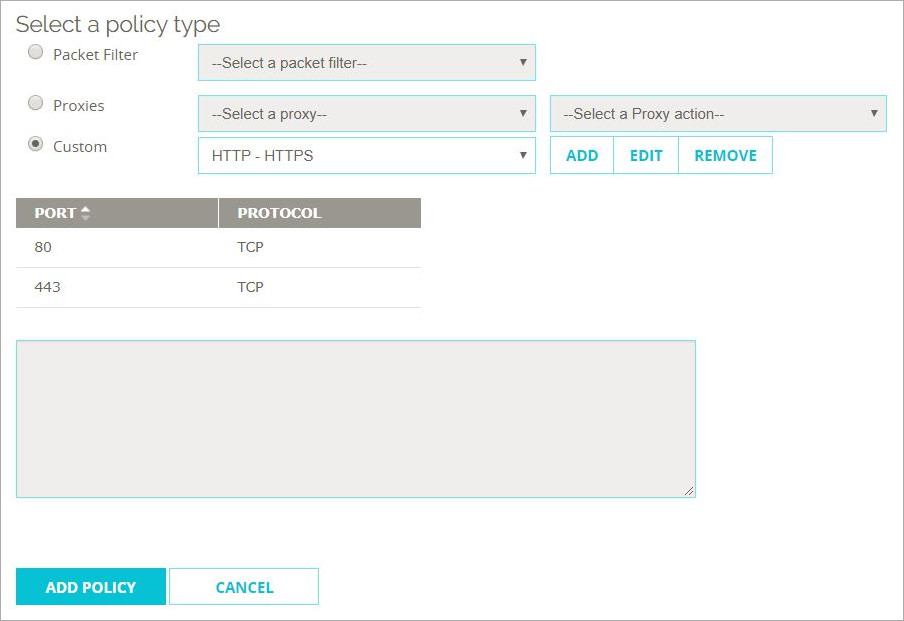 Select a policy type
Packet Filter --Select a packet filter--
Proxies --Select a proxy-- --Select a Proxy action--
Custom HTTP - HTTPS ADD EDIT REMOVE
PORT PROTOCOL
80 TCP
443 TCP
ADD POLICY CANCEL